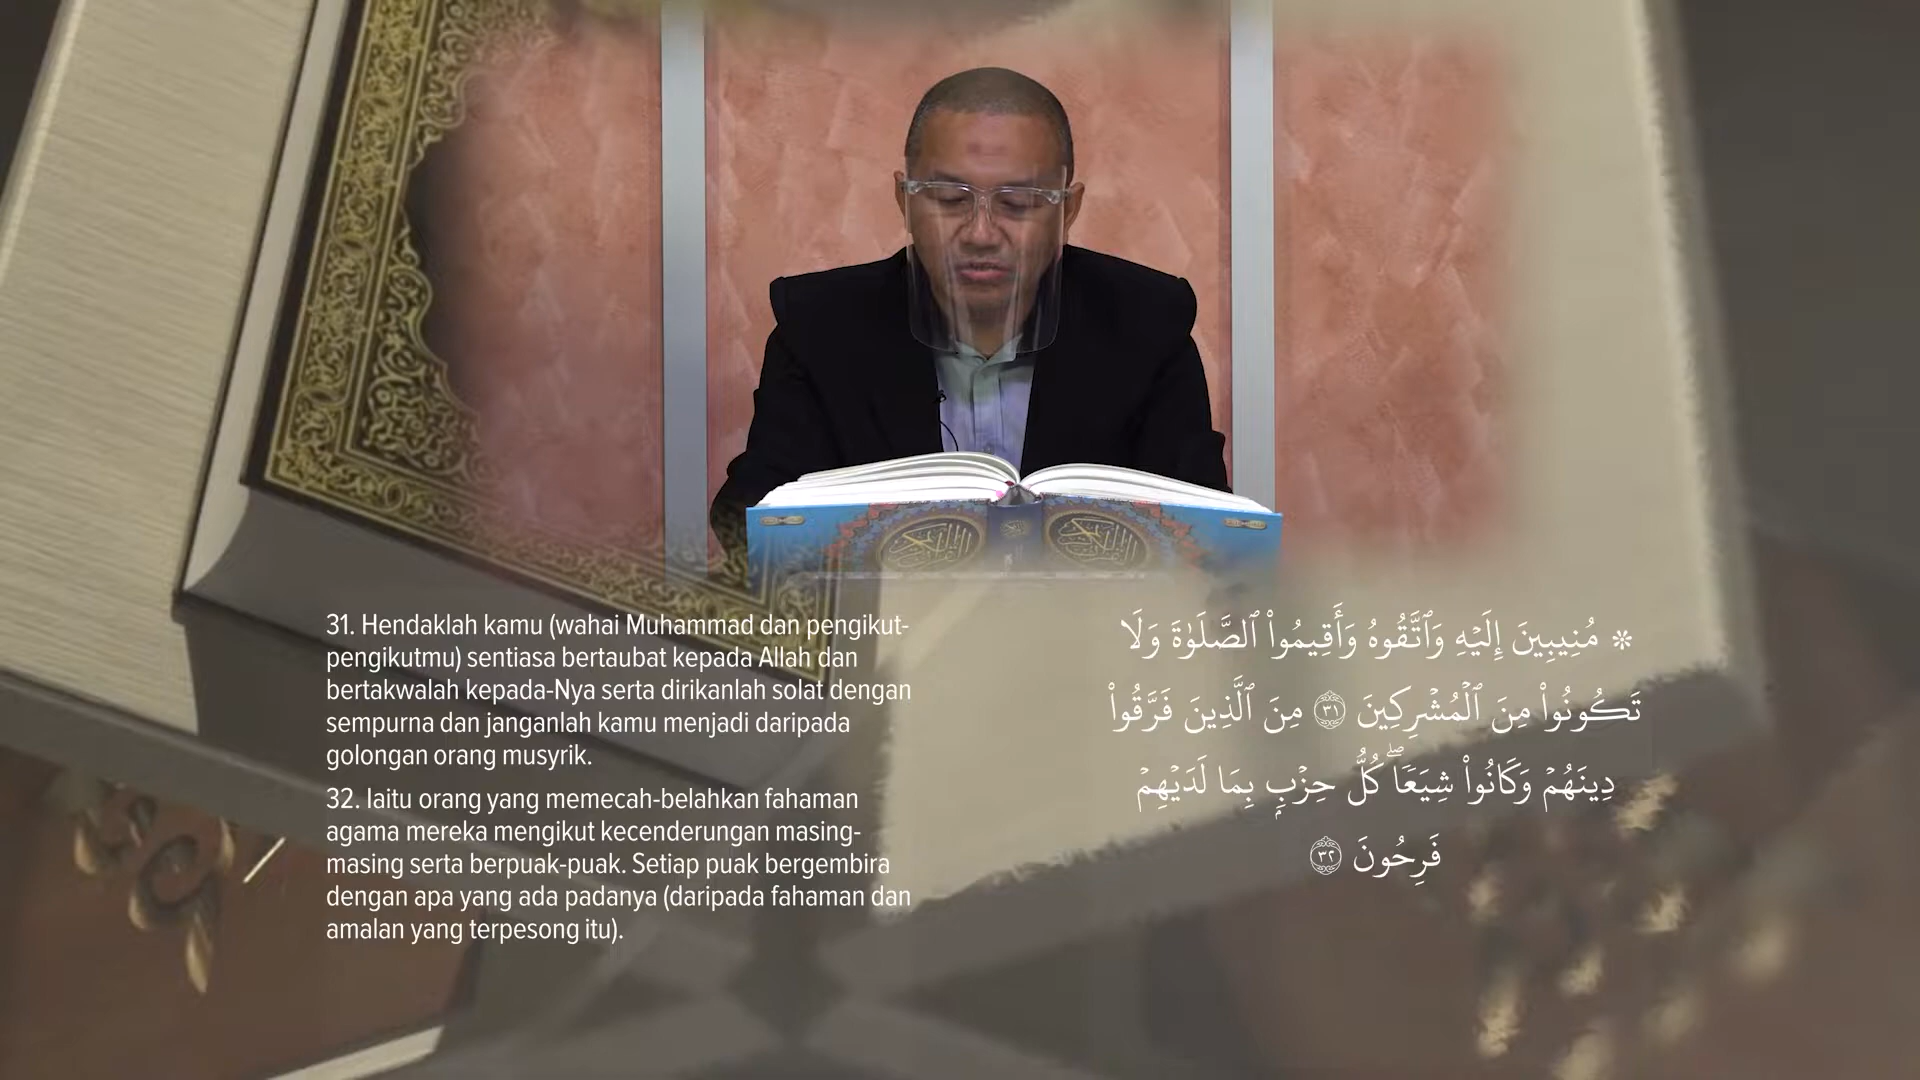 31. Hendaklah kamu (wahai Muhammad dan pengikut-
pengikutmu) sentiasa bertaubat kepada Allah dan
bertakwalah kepada-Nya serta dirikanlah solat dengan
sempurna dan janganlah kamu menjadi daripada
golongan orang musyrik.
32. Iaitu orang yang memecah-belahkan fahaman
agama mereka mengikut kecenderungan masing-
masing serta berpuak-puak. Setiap puak bergembira
dengan apa yang ada padanya (daripada fahaman dan
amalan yang terpesong itu).
۞ مُنِيبِينَ إِلَيۡهِ وَٱتَّقُوهُ وَأَقِيمُواْ ٱلصَّلَوٰةَ وَلَا
تَكُونُواْ مِنَ ٱلۡمُشۡرِكِينَ ٣١ مِنَ ٱلَّذِينَ فَرَّقُواْ
دِينَهُمۡ وَكَانُواْ شِيَعٗاۖ كُلُّ حِزۡبِۭ بِمَا لَدَيۡهِمۡ
فَرِحُونَ ٣٢